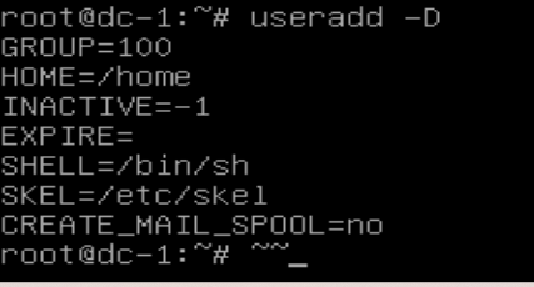 root@dc-1:~# useradd -D
GROUP=100
HOME=/home
INACTIVE=-1
EXPIRE=
SHELL=/bin/sh
SKEL=/etc/skel
CREATE_MAIL_SPOOL=no
root@dc-1:~# ~~_